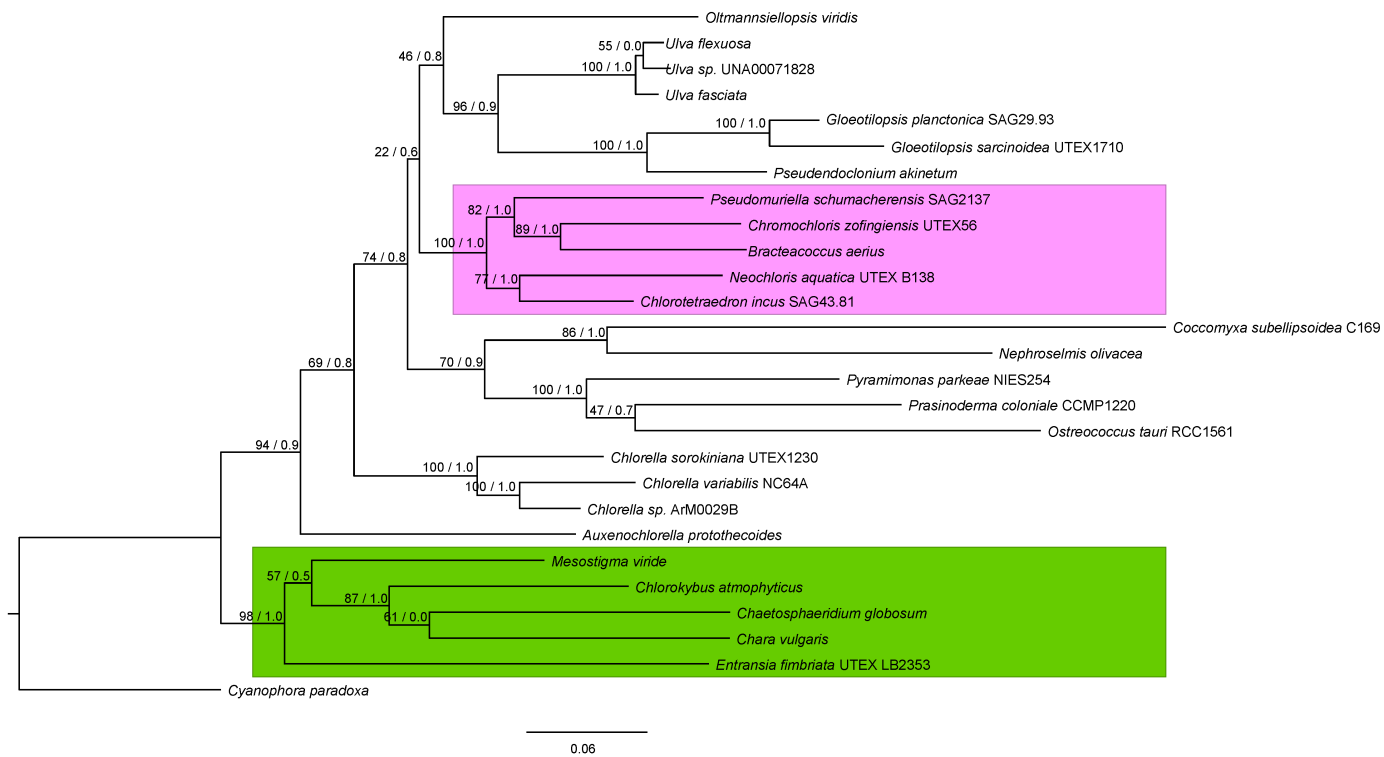 Oltmannsiellopsis viridis
55 / 0.0 Ulva flexuosa
46 / 0.8
100 / 1.0 Ulva sp. UNA00071828
Ulva fasciata
96 / 0.9
100 / 1.0 Gloeotilopsis planctonica SAG29.93
100 / 1.0 Gloeotilopsis sarcinoidea UTEX1710
22 / 0.6
Pseudendoclonium akinetum
Pseudomuriella schumacherensis SAG2137
82 / 1.0
89 / 1.0 Chromochloris zofingiensis UTEX56
100 / 1.0 Bracteacoccus aerius
74 / 0.8
77 / 1.0 Neochloris aquatica UTEX B138
Chlorotetraedron incus SAG43.81
86 / 1.0 Coccomyxa subellipsoidea C169
Nephroselmis olivacea
69 / 0.8 70 / 0.9
Pyramimonas parkeae NIES254
100 / 1.0
47 / 0.7 Prasinoderma coloniale CCMP1220
Ostreococcus tauri RCC1561
94 / 0.9
Chlorella sorokiniana UTEX1230
100 / 1.0
100 / 1.0 Chlorella variabilis NC64A
Chlorella sp. ArM0029B
Auxenochlorella protothecoides
Mesostigma viride
57 / 0.5
Chlorokybus atmophyticus
87 / 1.0
98 / 1.0 61 / 0.0 Chaetosphaeridium globosum
Chara vulgaris
Entransia fimbriata UTEX LB2353
Cyanophora paradoxa
0.06